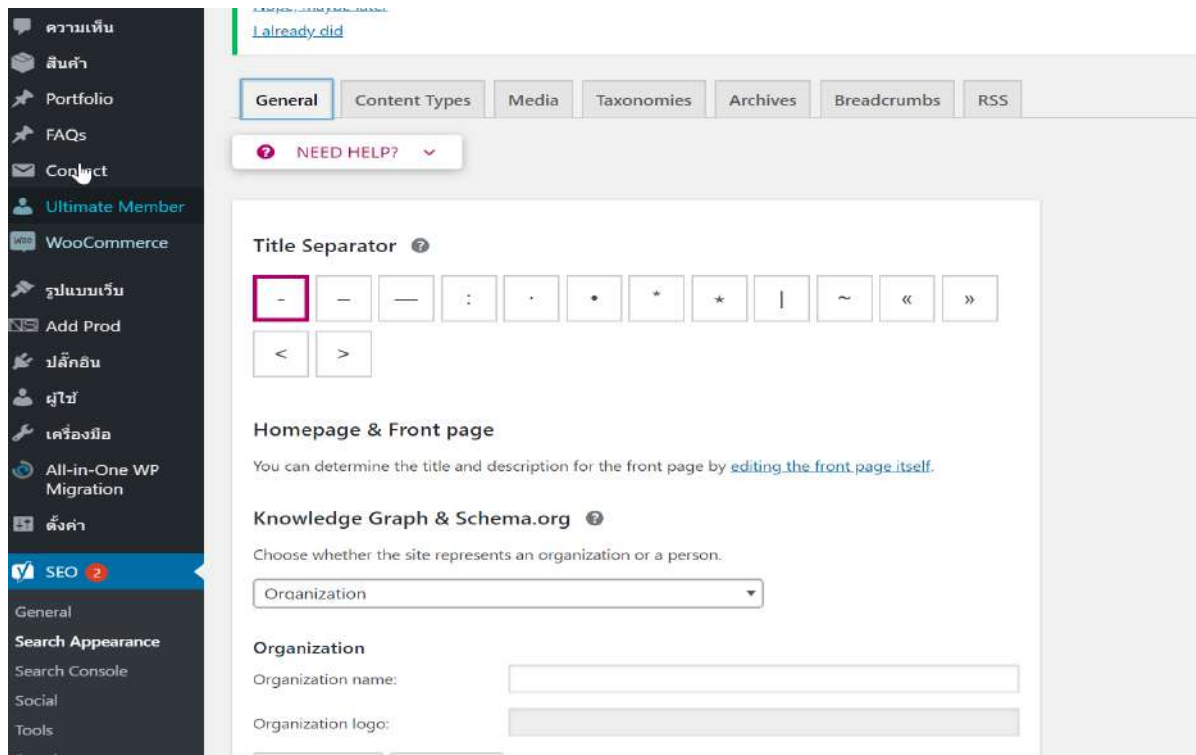 ความเห็น
สินค้า
Portfolio
FAQs
Contact
Ultimate Member
WooCommerce
รูปแบบเว็บ
Add Prod
ปลั๊กอิน
ผู้ใช้
เครื่องมือ
All-in-One WP
Migration
ตั้งค่า
SEO 2
General
Search Appearance
Search Console
Social
Tools
I already did
General Content Types Media Taxonomies Archives Breadcrumbs RSS
NEED HELP?
Title Separator
- – — : · • * ⋆ | ~ « »
< >
Homepage & Front page
You can determine the title and description for the front page by editing the front page itself.
Knowledge Graph & Schema.org
Choose whether the site represents an organization or a person.
Organization
Organization
Organization name:
Organization logo: